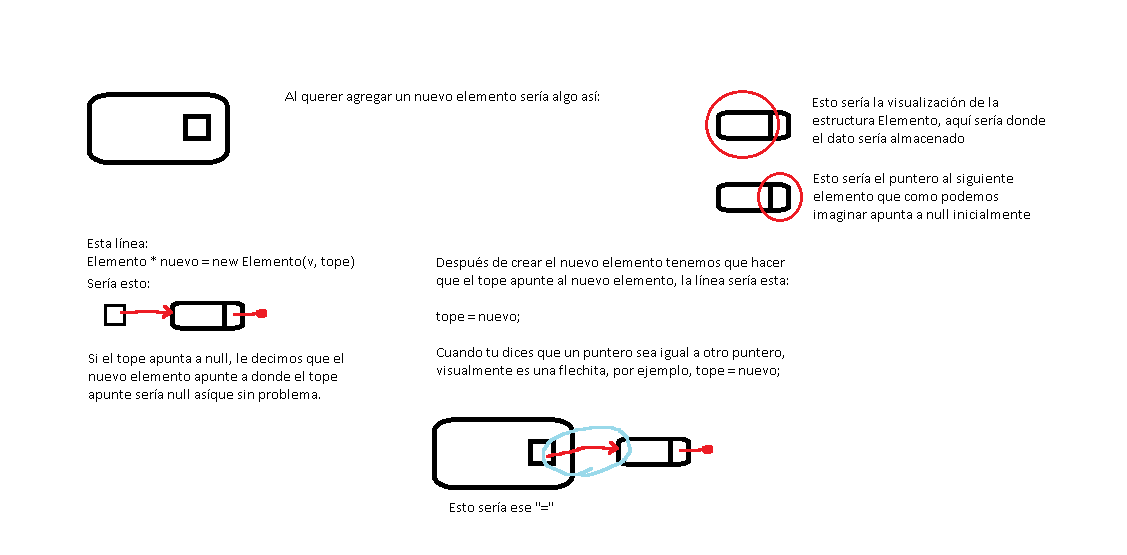 Al querer agregar un nuevo elemento sería algo así:
Esto sería la visualización de la
estructura Elemento, aquí sería donde
el dato sería almacenado
Esto sería el puntero al siguiente
elemento que como podemos
imaginar apunta a null inicialmente
Esta línea:
Elemento * nuevo = new Elemento(v, tope)
Sería esto:
Si el tope apunta a null, le decimos que el
nuevo elemento apunte a donde el tope
apunte sería null asíque sin problema.
Después de crear el nuevo elemento tenemos que hacer
que el tope apunte al nuevo elemento, la línea sería esta:
tope = nuevo;
Cuando tu dices que un puntero sea igual a otro puntero,
visualmente es una flechita, por ejemplo, tope = nuevo;
Esto sería ese "="